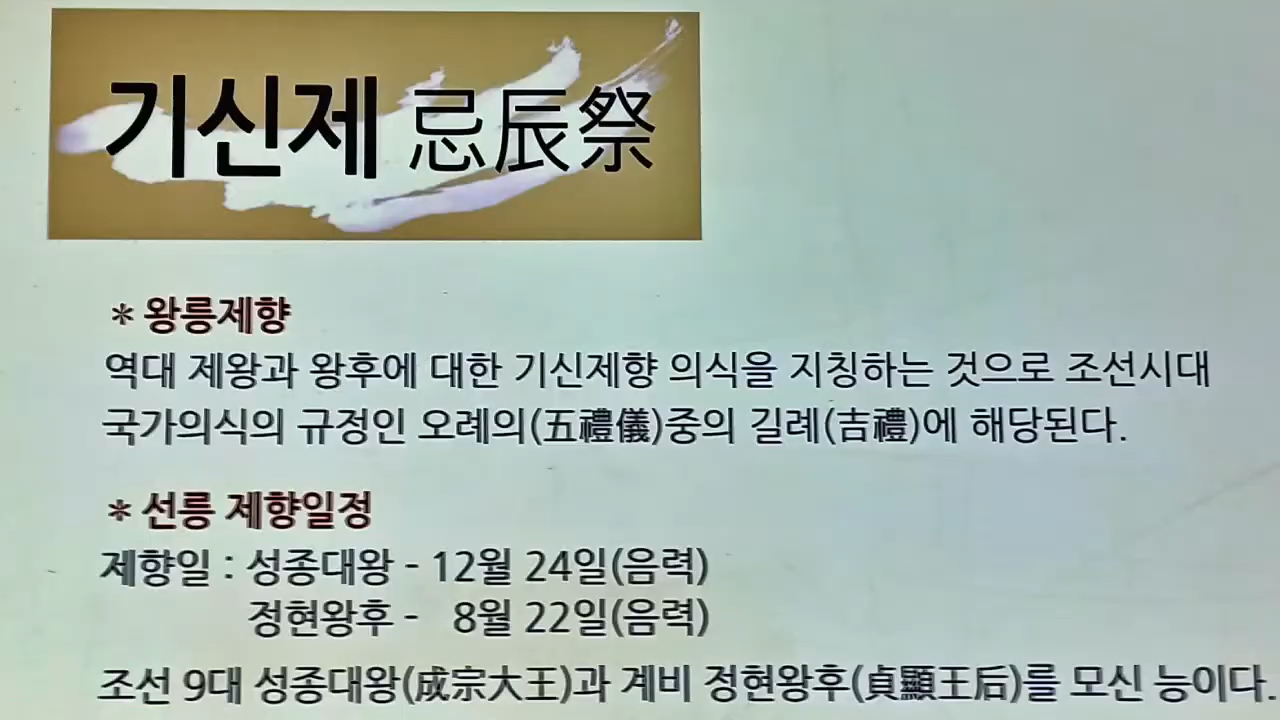 기신제 忌辰祭
* 왕릉제향
역대 제왕과 왕후에 대한 기신제향 의식을 지칭하는 것으로 조선시대
국가의식의 규정인 오례의(五禮儀)중의 길례(吉禮)에 해당된다.
* 선릉 제향일정
제향일 : 성종대왕 - 12월 24일(음력)
정현왕후 - 8월 22일(음력)
조선 9대 성종대왕(成宗大王)과 계비 정현왕후(貞顯王后)를 모신 능이다.